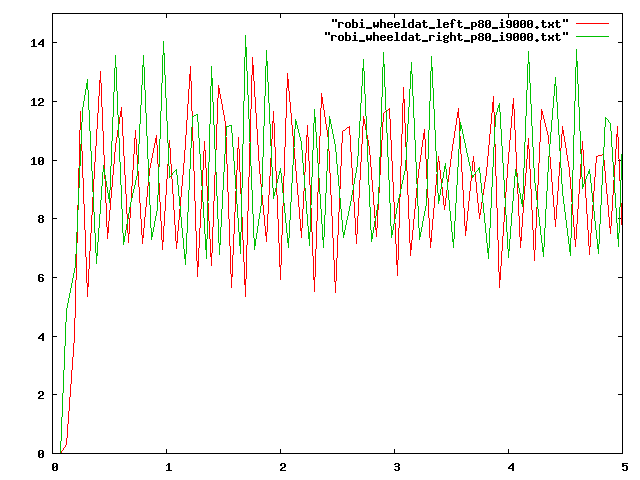 "robi_wheeldat_left_p80_i9000.txt"
"robi_wheeldat_right_p80_i9000.txt"
14
12
10
8
6
4
2
0
0 1 2 3 4 5